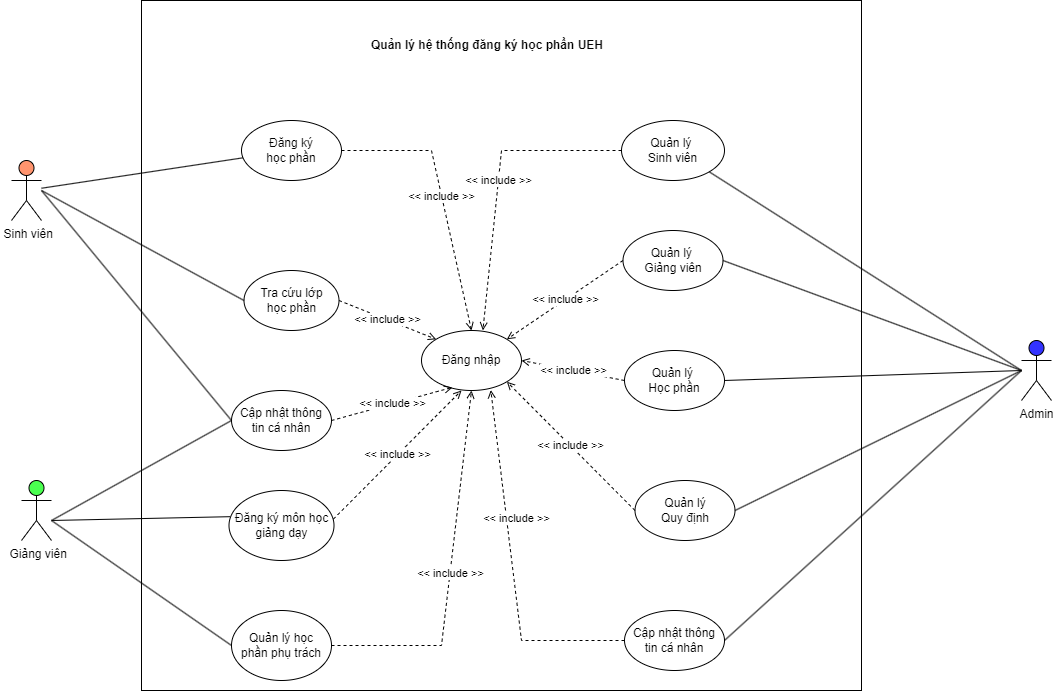 Quản lý hệ thống đăng ký học phần UEH
Đăng ký
học phần
Quản lý
Sinh viên
<< include >>
<< include >>
Sinh viên
Quản lý
Giảng viên
Tra cứu lớp
học phần
<< include >>
<< include >>
Đăng nhập
Quản lý
Học phần
<< include >>
Admin
Cập nhật thông
tin cá nhân
<< include >>
<< include >>
<< include >>
Quản lý
Quy định
Đăng ký môn học
giảng dạy
<< include >>
Giảng viên
<< include >>
Quản lý học
phần phụ trách
Cập nhật thông
tin cá nhân